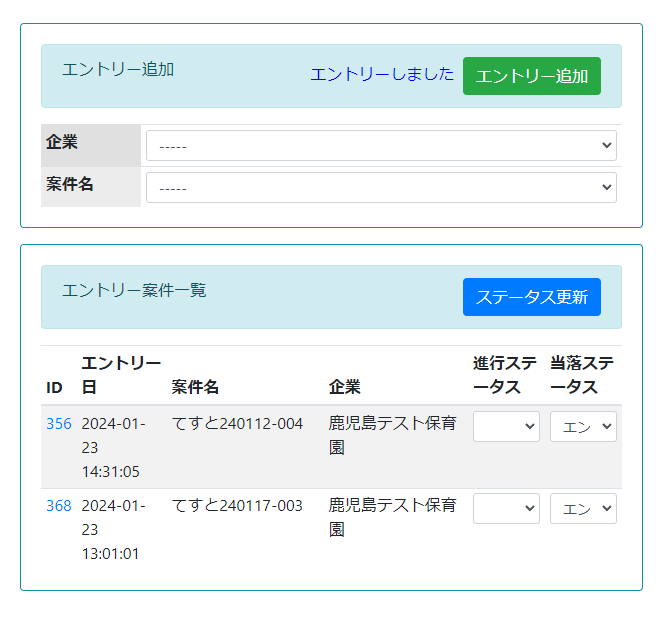 エントリー追加
エントリーしました
エントリー追加
企業
-----
案件名
-----
エントリー案件一覧
ステータス更新
ID
エントリー
日
案件名
企業
進行ステ
ータス
当落ステ
ータス
356
2024-01-
23
14:31:05
てすと240112-004
鹿児島テスト保育
園
エン
368
2024-01-
23
13:01:01
てすと240117-003
鹿児島テスト保育
園
エン